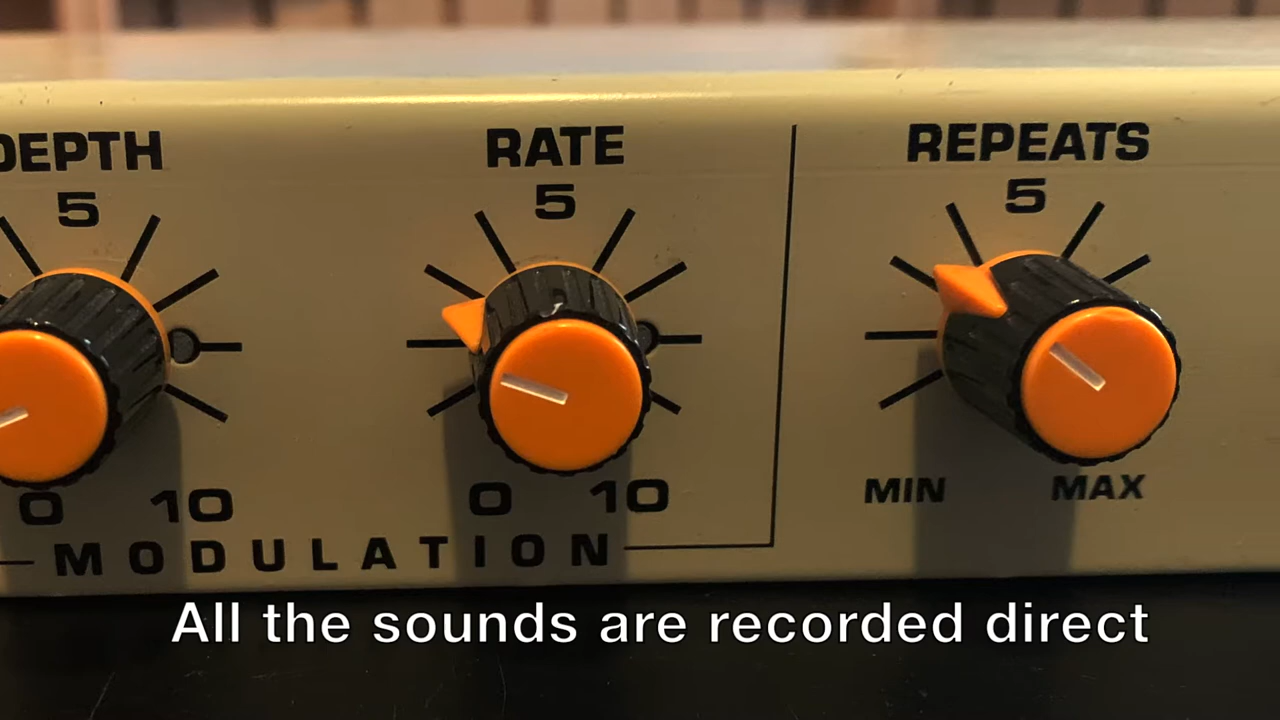 DEPTH RATE REPEATS
5 5 5
MIN MAX
0 10 0 10
MODULATION
All the sounds are recorded direct